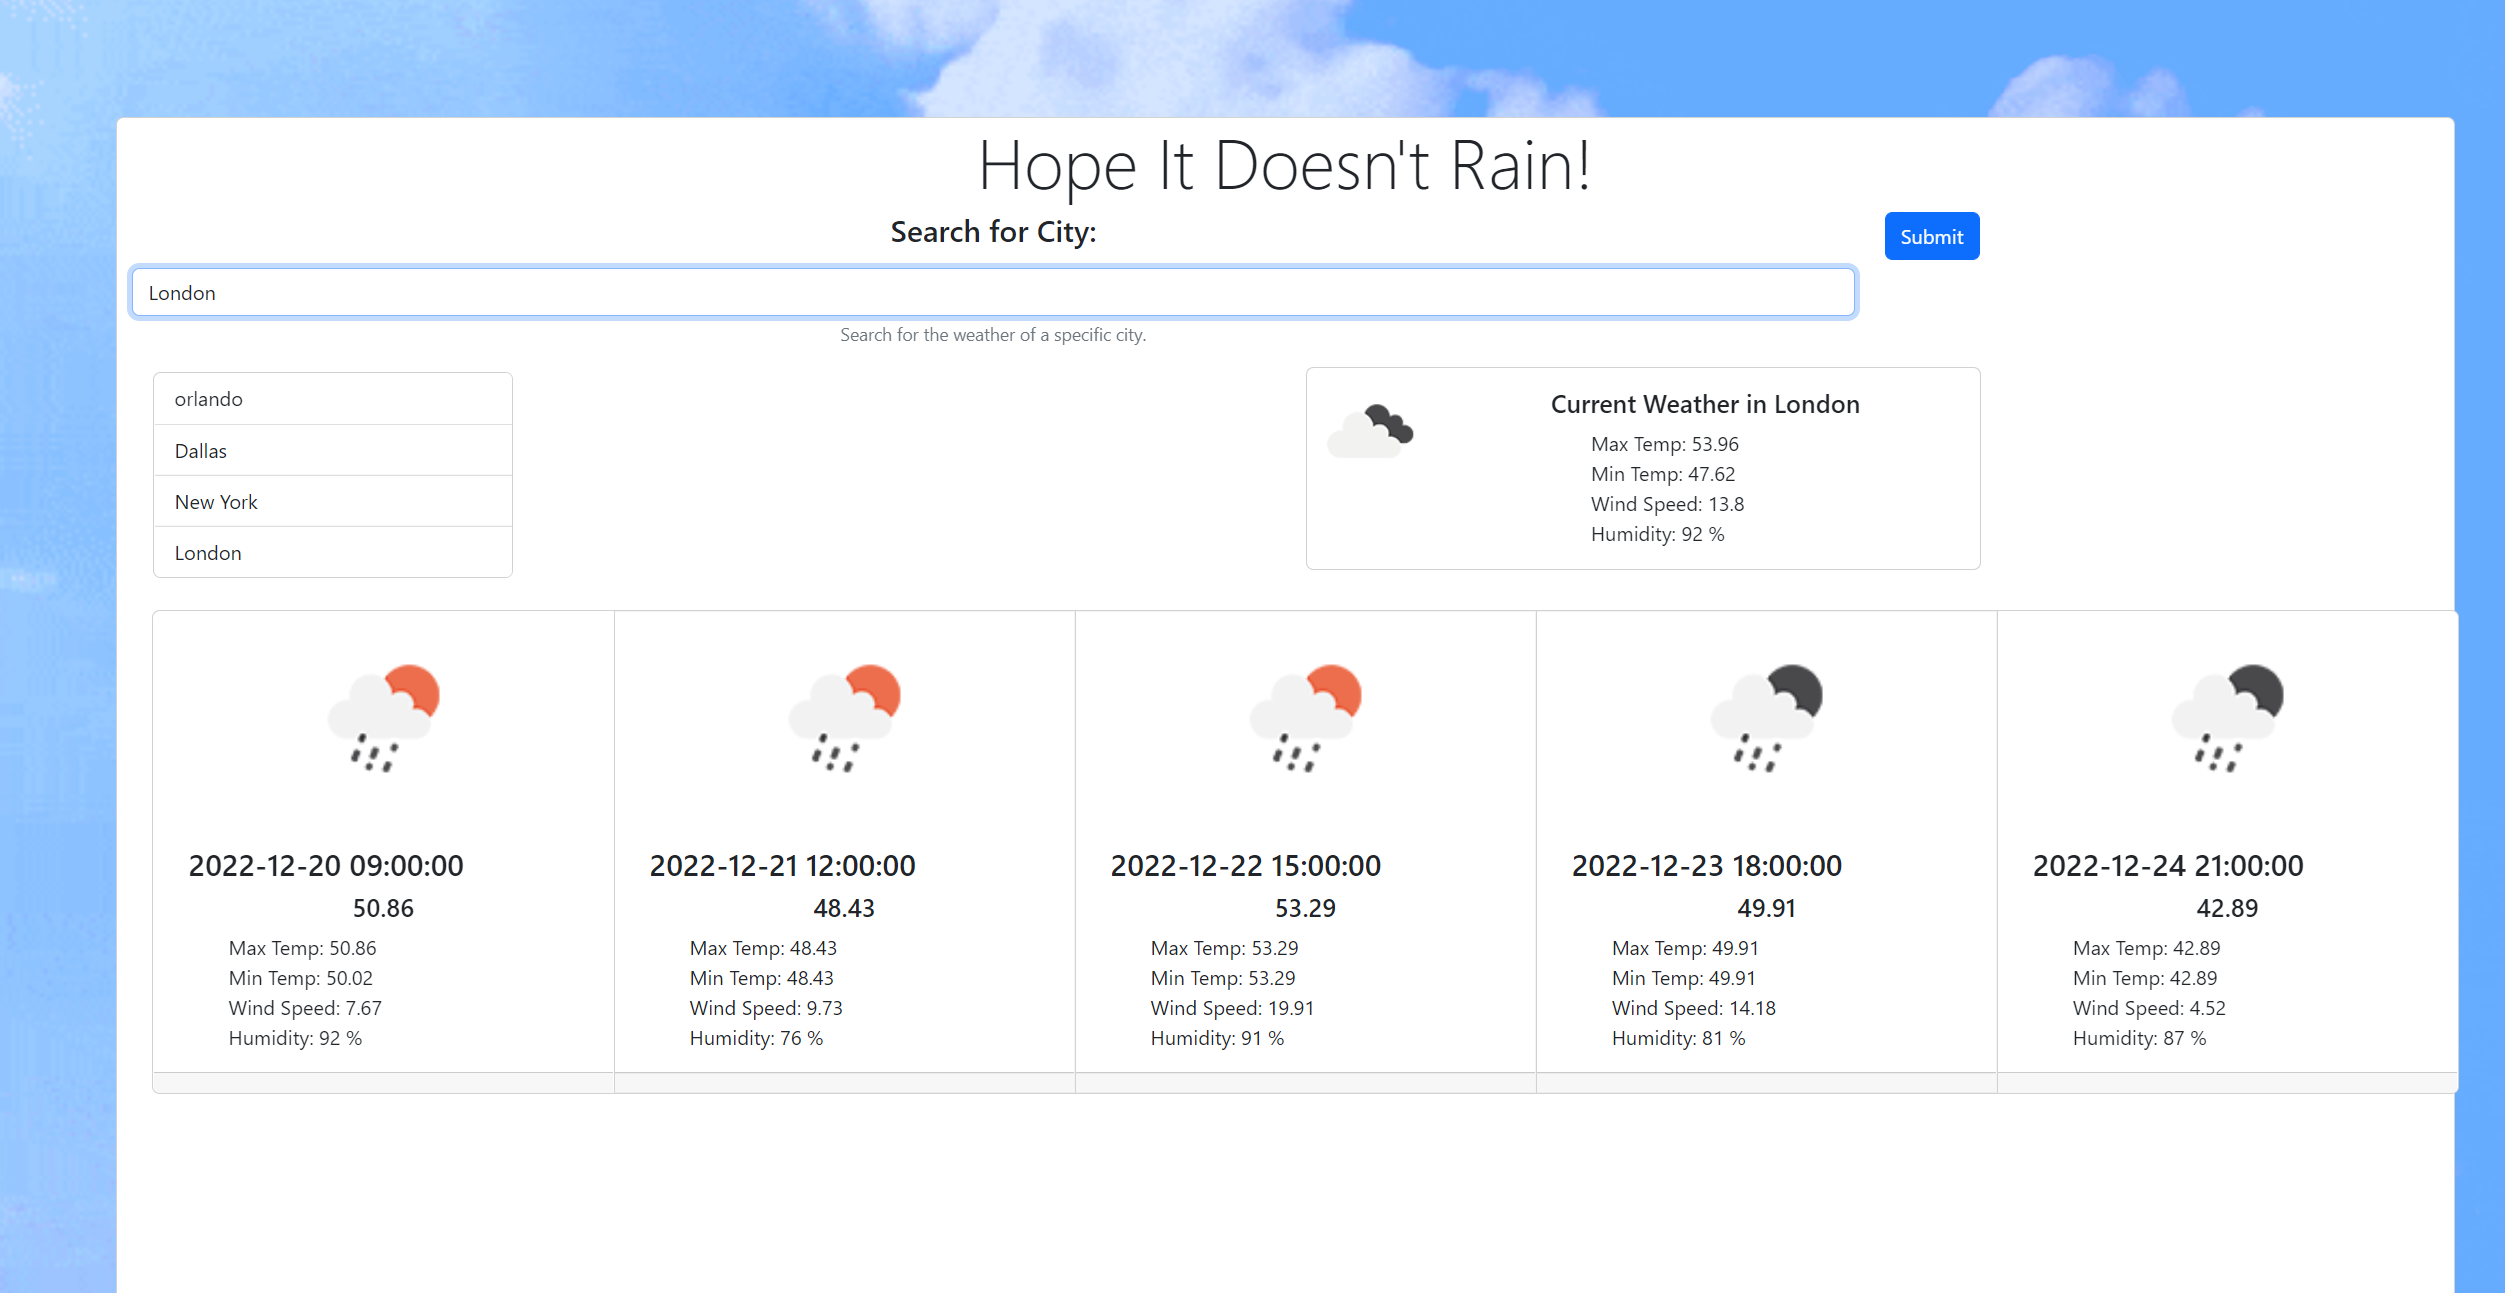 Hope It Doesn't Rain!
Search for City:
Submit
London
Search for the weather of a specific city.
orlando
Dallas
New York
London
Current Weather in London
Max Temp: 53.96
Min Temp: 47.62
Wind Speed: 13.8
Humidity: 92 %
2022-12-20 09:00:00
50.86
Max Temp: 50.86
Min Temp: 50.02
Wind Speed: 7.67
Humidity: 92 %
2022-12-21 12:00:00
48.43
Max Temp: 48.43
Min Temp: 48.43
Wind Speed: 9.73
Humidity: 76 %
2022-12-22 15:00:00
53.29
Max Temp: 53.29
Min Temp: 53.29
Wind Speed: 19.91
Humidity: 91 %
2022-12-23 18:00:00
49.91
Max Temp: 49.91
Min Temp: 49.91
Wind Speed: 14.18
Humidity: 81 %
2022-12-24 21:00:00
42.89
Max Temp: 42.89
Min Temp: 42.89
Wind Speed: 4.52
Humidity: 87 %